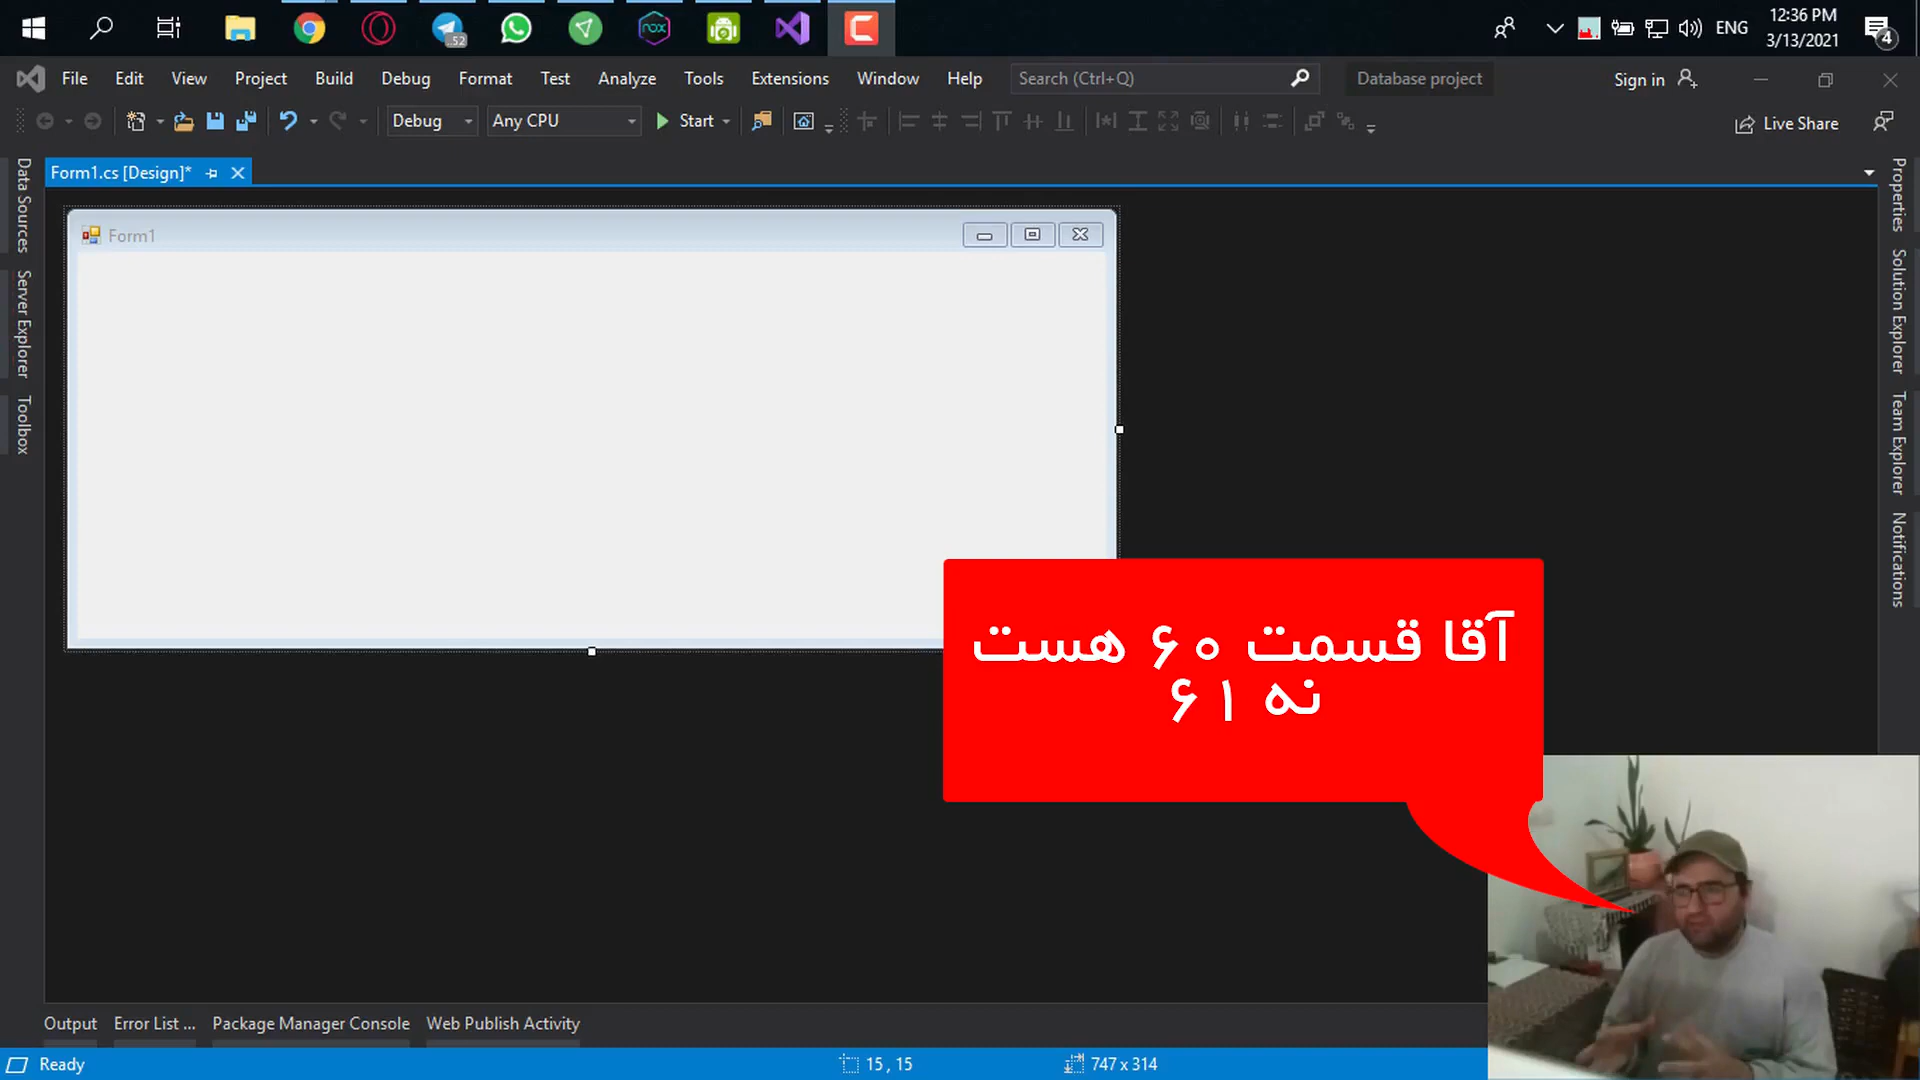 12:36 PM
ENG
3/13/2021
4
52
nox
File Edit View Project Build Debug Format Test Analyze Tools Extensions Window Help Search (Ctrl+Q) Database project Sign in
Debug Any CPU Start Live Share
Form1.cs [Design]*
Data Sources
Server Explorer
Toolbox
Form1
Properties
Solution Explorer
Team Explorer
Notifications
آقا قسمت ۶۰ هست
نه ۶۱
Output Error List ... Package Manager Console Web Publish Activity
Ready 15 , 15 747 x 314